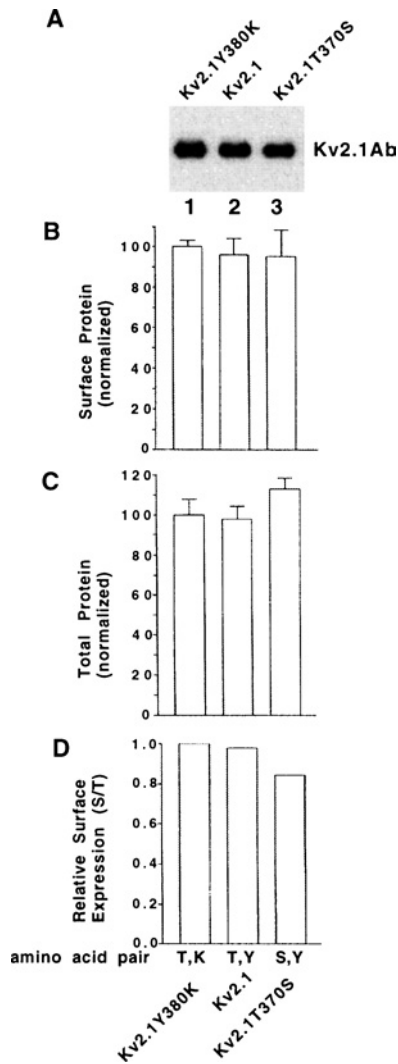 A
Kv2.1Y380K
Kv2.1
Kv2.1T370S
Kv2.1Ab
1 2 3
B
Surface Protein
(normalized)
100
80
60
40
20
0
C
Total Protein
(normalized)
120
100
80
60
40
20
0
D
Relative Surface
Expression (S/T)
1.0
0.8
0.6
0.4
0.2
0.0
amino acid pair T,K T,Y S,Y
Kv2.1Y380K
Kv2.1
Kv2.1T370S